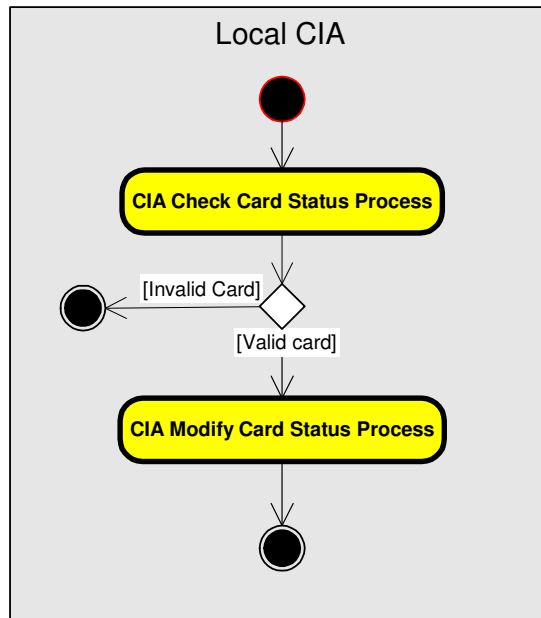 Local CIA
CIA Check Card Status Process
[Invalid Card]
[Valid card]
CIA Modify Card Status Process